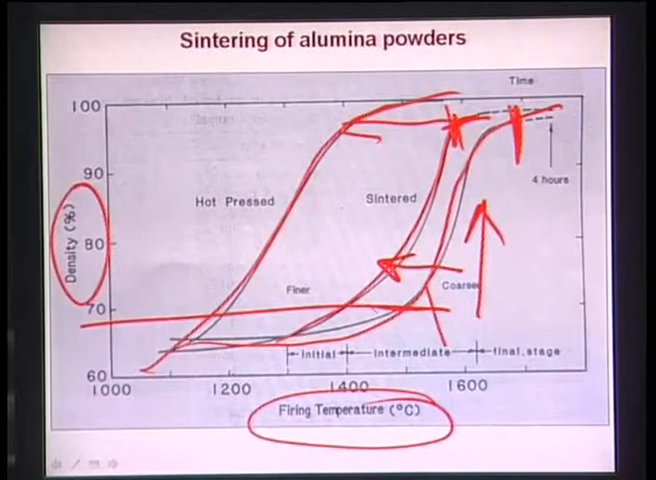 Sintering of alumina powders
Time
100
90
80
70
60
Density (%)
Hot Pressed
Sintered
4 hours
Finer
Coarse
Initial
Intermediate
final stage
1000
1200
1400
1600
Firing Temperature (°C)